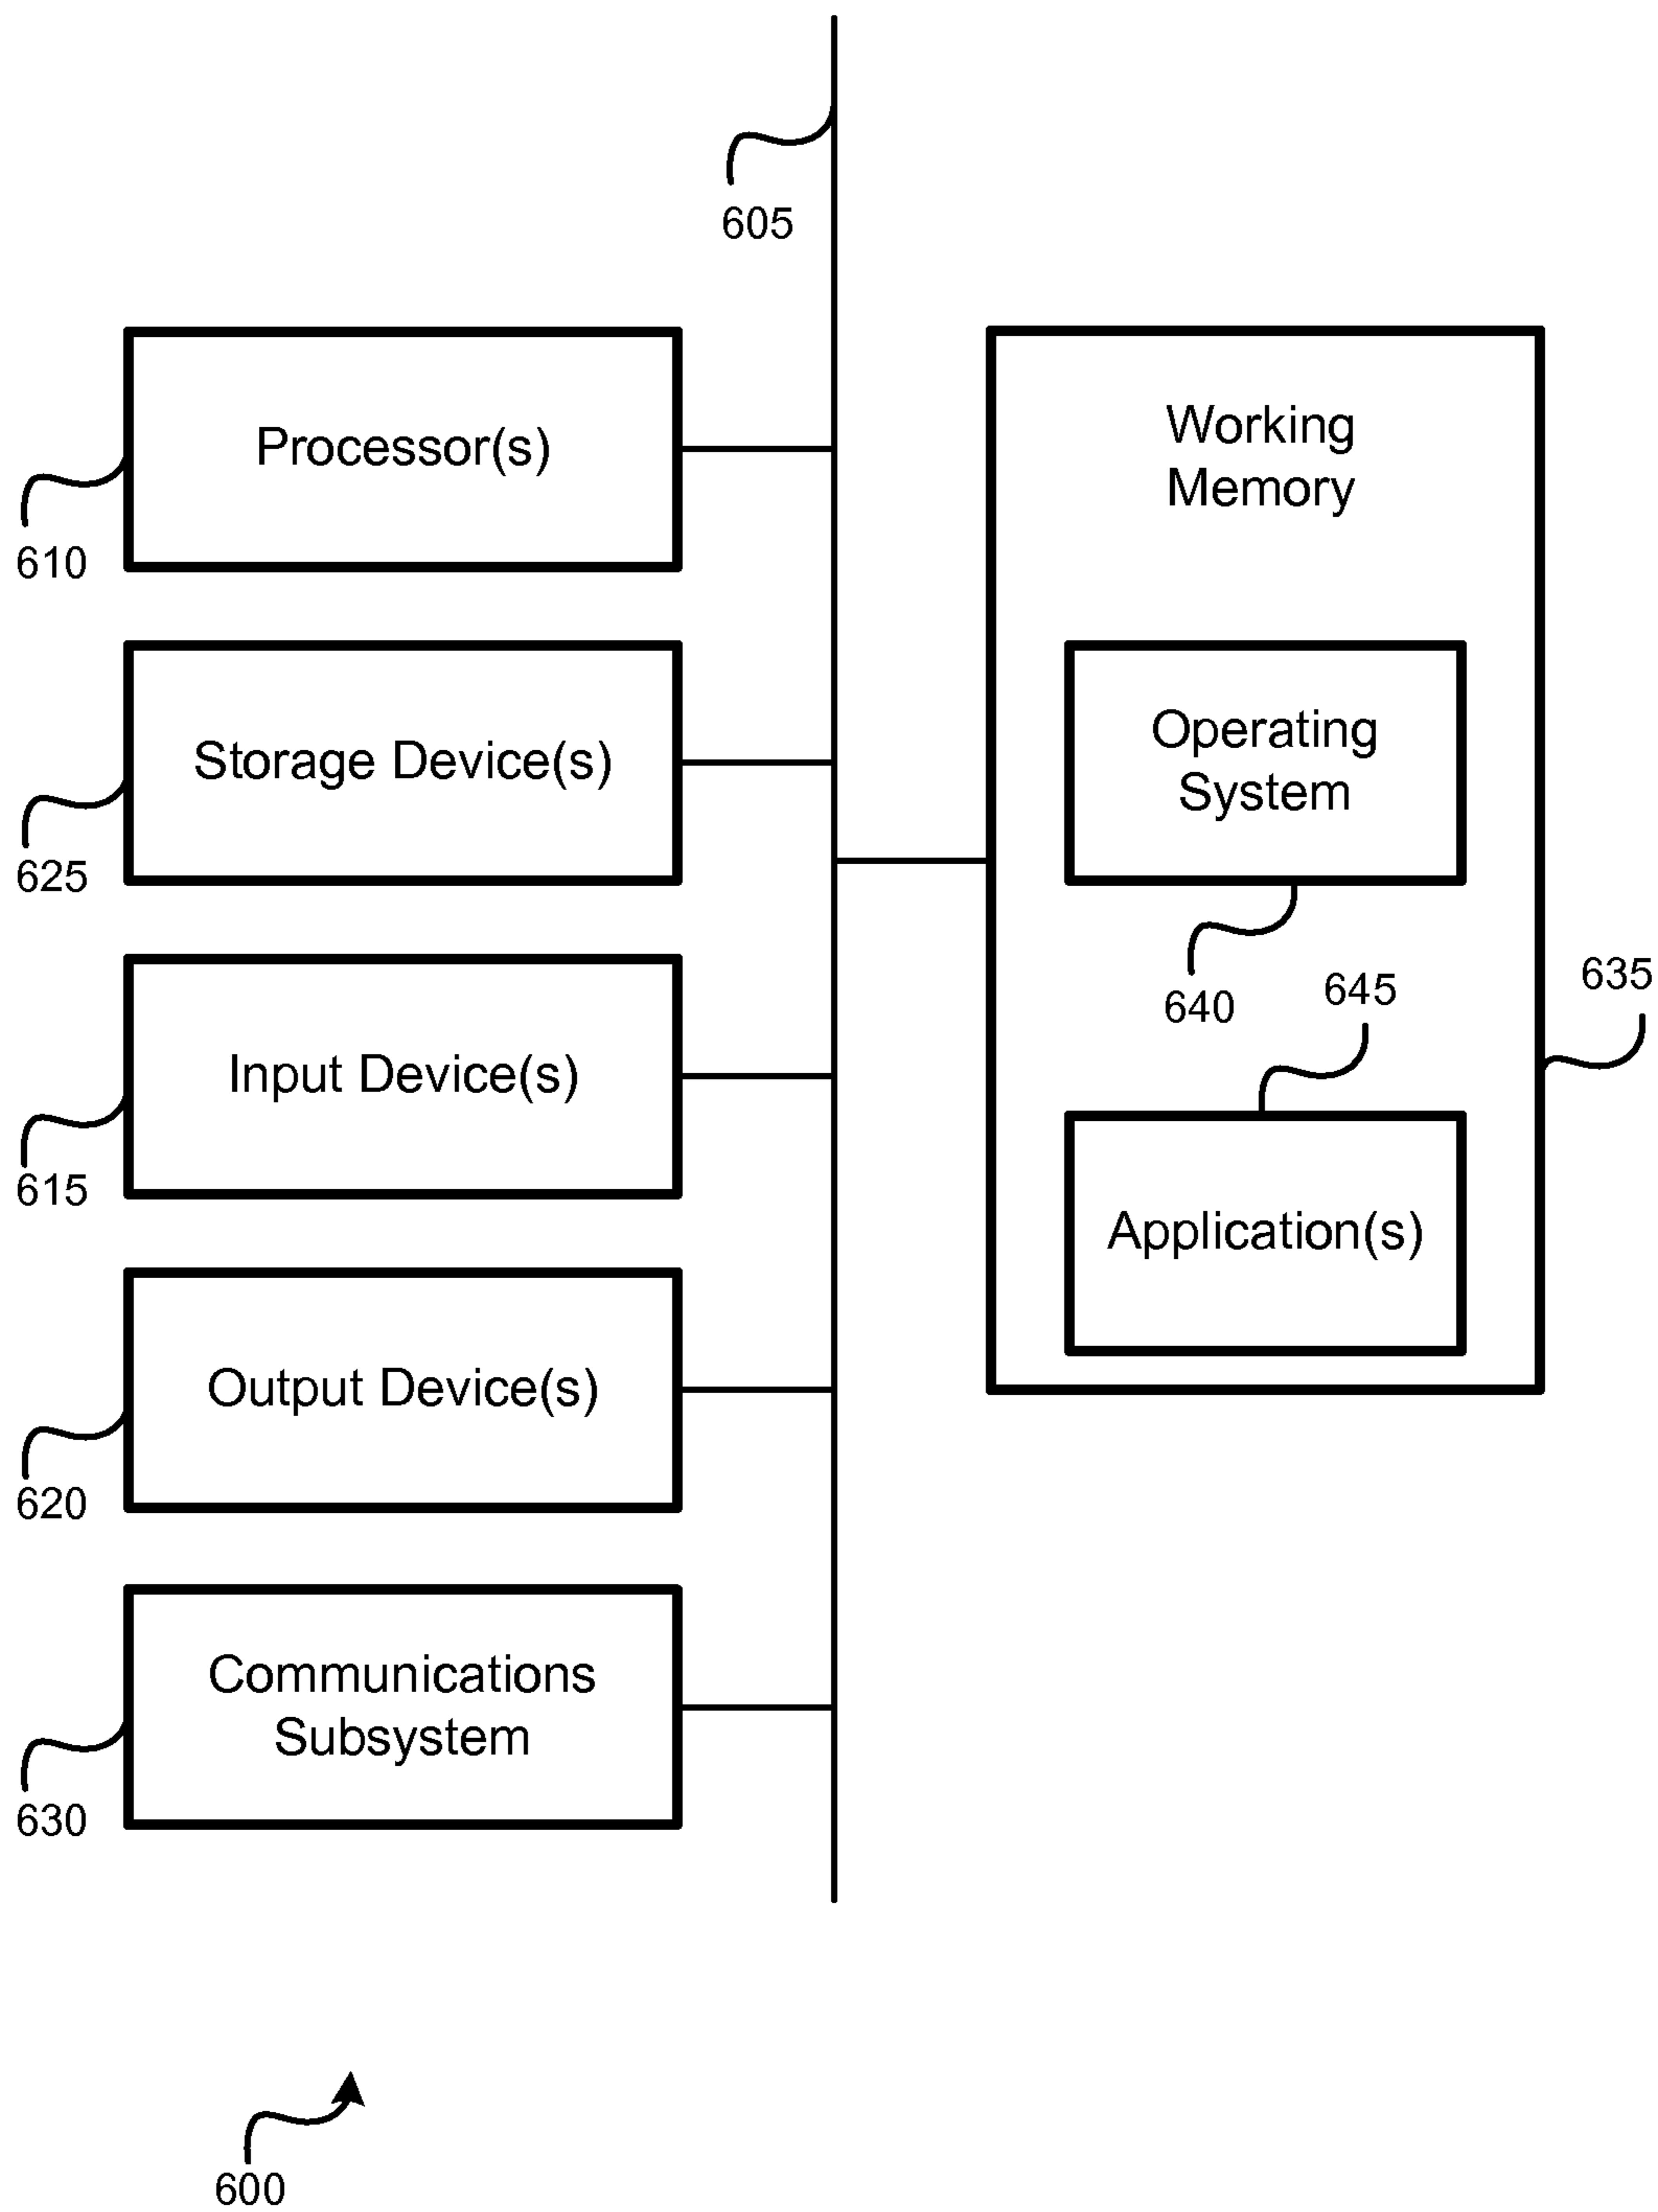 605
Processor(s)
610
Storage Device(s)
625
Input Device(s)
615
Output Device(s)
620
Communications
Subsystem
630
Working
Memory
Operating
System
640
645
635
Application(s)
600